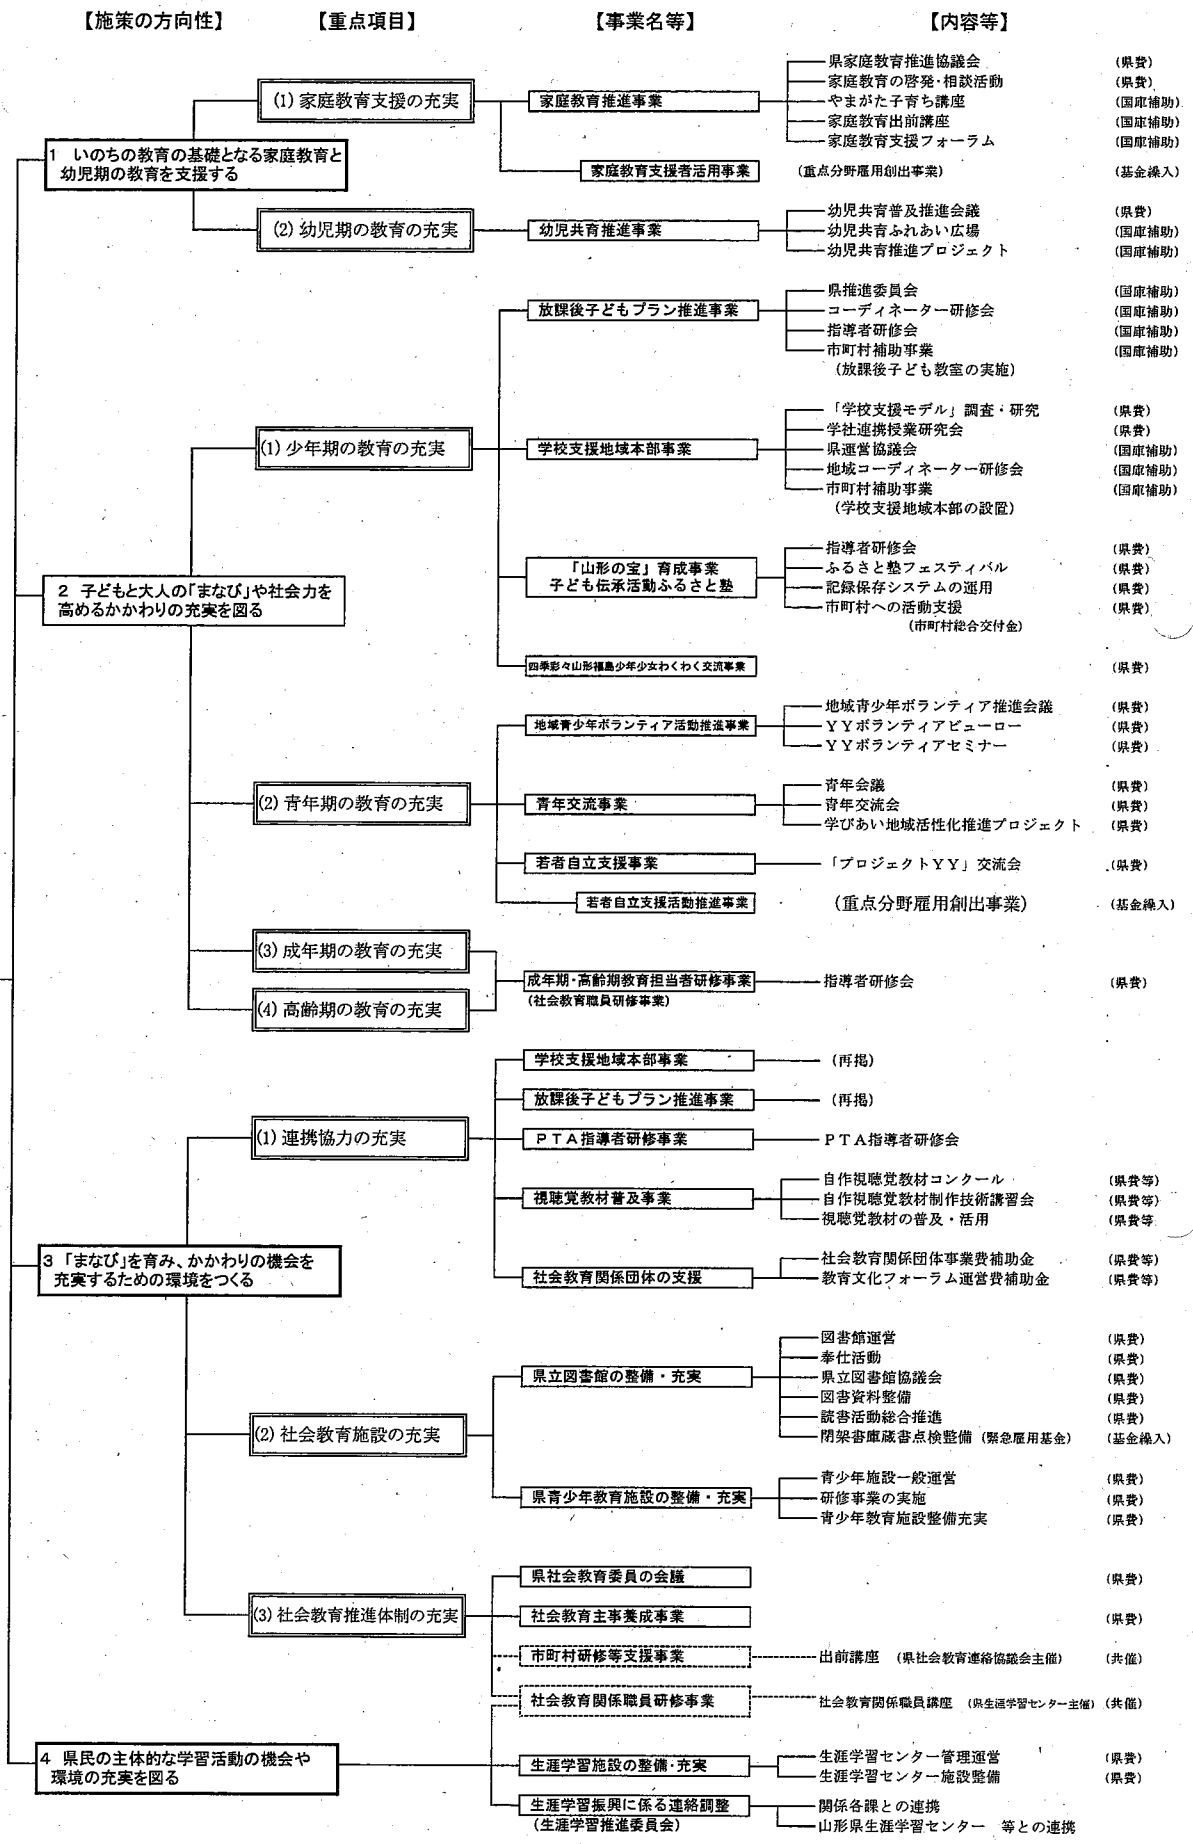 【施策の方向性】 【重点項目】 【事業名等】 【内容等】
1 いのちの教育の基礎となる家庭教育と
幼児期の教育を支援する
(1) 家庭教育支援の充実
家庭教育推進事業
県家庭教育推進協議会 (県費)
家庭教育の啓発・相談活動 (県費)
やまがた子育ち講座 (国庫補助)
家庭教育出前講座 (国庫補助)
家庭教育支援フォーラム (国庫補助)
家庭教育支援者活用事業 (重点分野雇用創出事業) (基金繰入)
(2) 幼児期の教育の充実
幼児共育推進事業
幼児共育普及推進会議 (県費)
幼児共育ふれあい広場 (国庫補助)
幼児共育推進プロジェクト (国庫補助)
2 子どもと大人の「まなび」や社会力を
高めるかかわりの充実を図る
(1) 少年期の教育の充実
放課後子どもプラン推進事業
県推進委員会 (国庫補助)
コーディネーター研修会 (国庫補助)
指導者研修会 (国庫補助)
市町村補助事業 (国庫補助)
(放課後子ども教室の実施)
学校支援地域本部事業
「学校支援モデル」調査・研究 (県費)
学社連携授業研究会 (県費)
県運営協議会 (国庫補助)
地域コーディネーター研修会 (国庫補助)
市町村補助事業 (国庫補助)
(学校支援地域本部の設置)
「山形の宝」育成事業
子ども伝承活動ふるさと塾
指導者研修会 (県費)
ふるさと塾フェスティバル (県費)
記録保存システムの運用 (県費)
市町村への活動支援 (県費)
(市町村総合交付金)
四季彩々山形福島少年少女わくわく交流事業 (県費)
(2) 青年期の教育の充実
地域青少年ボランティア活動推進事業
地域青少年ボランティア推進会議 (県費)
YYボランティアビューロー (県費)
YYボランティアセミナー (県費)
青年交流事業
青年会議 (県費)
青年交流会 (県費)
学びあい地域活性化推進プロジェクト (県費)
若者自立支援事業 「プロジェクトYY」交流会 (県費)
若者自立支援活動推進事業 (重点分野雇用創出事業) (基金繰入)
(3) 成年期の教育の充実
(4) 高齢期の教育の充実
成年期・高齢期教育担当者研修事業 指導者研修会 (県費)
(社会教育職員研修事業)
3 「まなび」を育み、かかわりの機会を
充実するための環境をつくる
(1) 連携協力の充実
学校支援地域本部事業 (再掲)
放課後子どもプラン推進事業 (再掲)
PTA指導者研修事業 PTA指導者研修会
視聴覚教材普及事業
自作視聴覚教材コンクール (県費等)
自作視聴覚教材制作技術講習会 (県費等)
視聴覚教材の普及・活用 (県費等
社会教育関係団体の支援
社会教育関係団体事業費補助金 (県費等)
教育文化フォーラム運営費補助金 (県費等)
(2) 社会教育施設の充実
県立図書館の整備・充実
図書館運営 (県費)
奉仕活動 (県費)
県立図書館協議会 (県費)
図書資料整備 (県費)
読書活動総合推進 (県費)
閉架書庫蔵書点検整備 (緊急雇用基金) (基金繰入)
県青少年教育施設の整備・充実
青少年施設一般運営 (県費)
研修事業の実施 (県費)
青少年教育施設整備充実 (県費)
(3) 社会教育推進体制の充実
県社会教育委員の会議 (県費)
社会教育主事養成事業 (県費)
市町村研修等支援事業 出前講座 (県社会教育連絡協議会主催) (共催)
社会教育関係職員研修事業 社会教育関係職員講座 (県生涯学習センター主催) (共催)
4 県民の主体的な学習活動の機会や
環境の充実を図る
生涯学習施設の整備・充実
生涯学習センター管理運営 (県費)
生涯学習センター施設整備 (県費)
生涯学習振興に係る連絡調整
(生涯学習推進委員会)
関係各課との連携
山形県生涯学習センター 等との連携